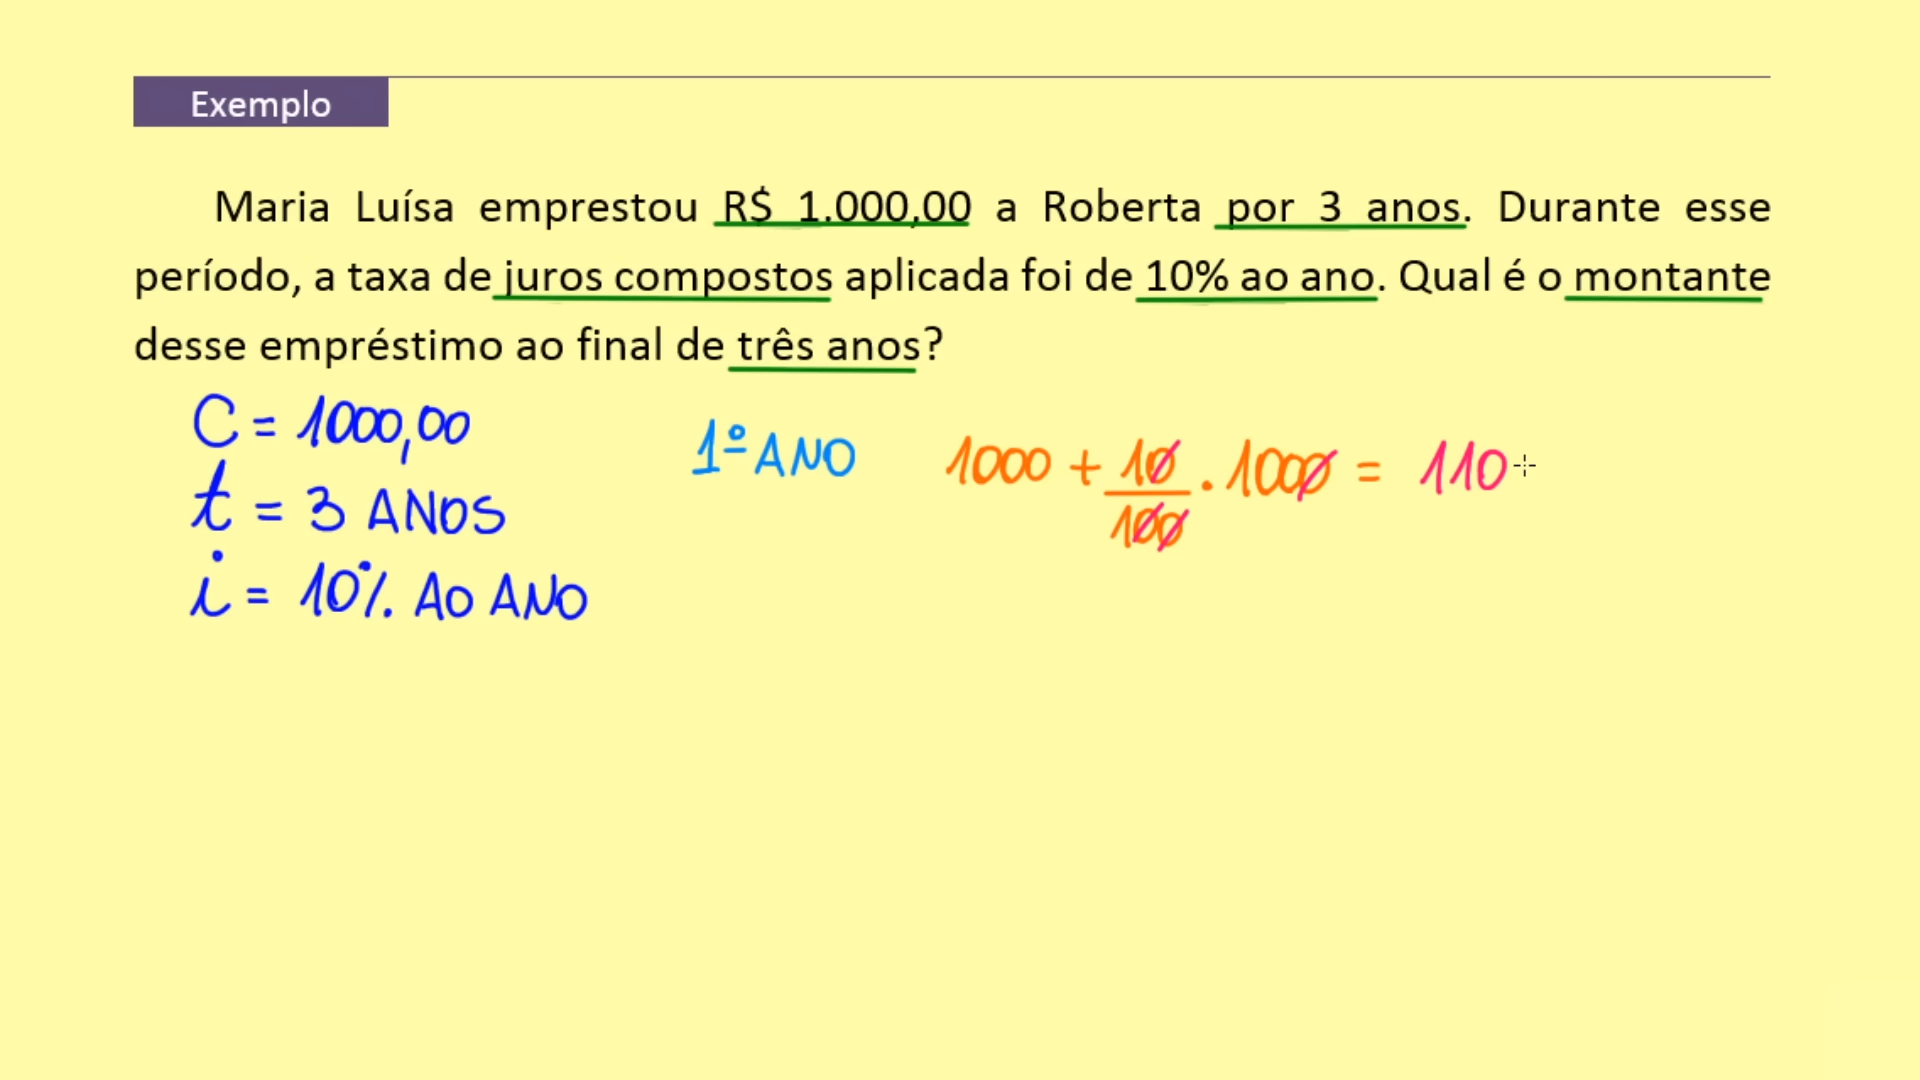 Exemplo
Maria Luísa emprestou R$ 1.000,00 a Roberta por 3 anos. Durante esse
período, a taxa de juros compostos aplicada foi de 10% ao ano. Qual é o montante
desse empréstimo ao final de três anos?
C = 1000,00
t = 3 ANOS
i = 10% AO ANO
1º ANO 1000 + 10/100 . 1000 = 110